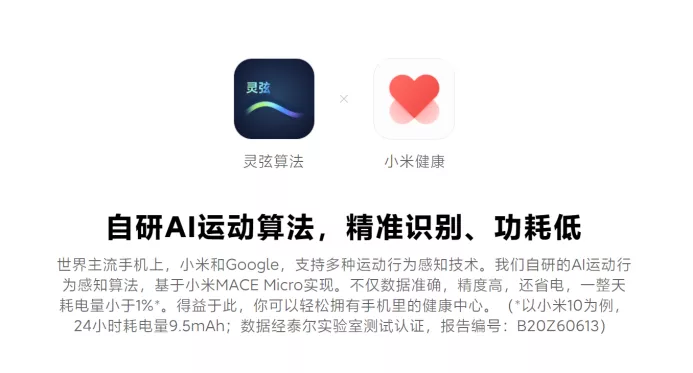 灵弦
×
灵弦算法
小米健康
自研AI运动算法，精准识别、功耗低
世界主流手机上，小米和Google，支持多种运动行为感知技术。我们自研的AI运动行
为感知算法，基于小米MACE Micro实现。不仅数据准确，精度高，还省电，一整天
耗电量小于1%*。得益于此，你可以轻松拥有手机里的健康中心。（*以小米10为例，
24小时耗电量9.5mAh；数据经泰尔实验室测试认证，报告编号：B20Z60613）